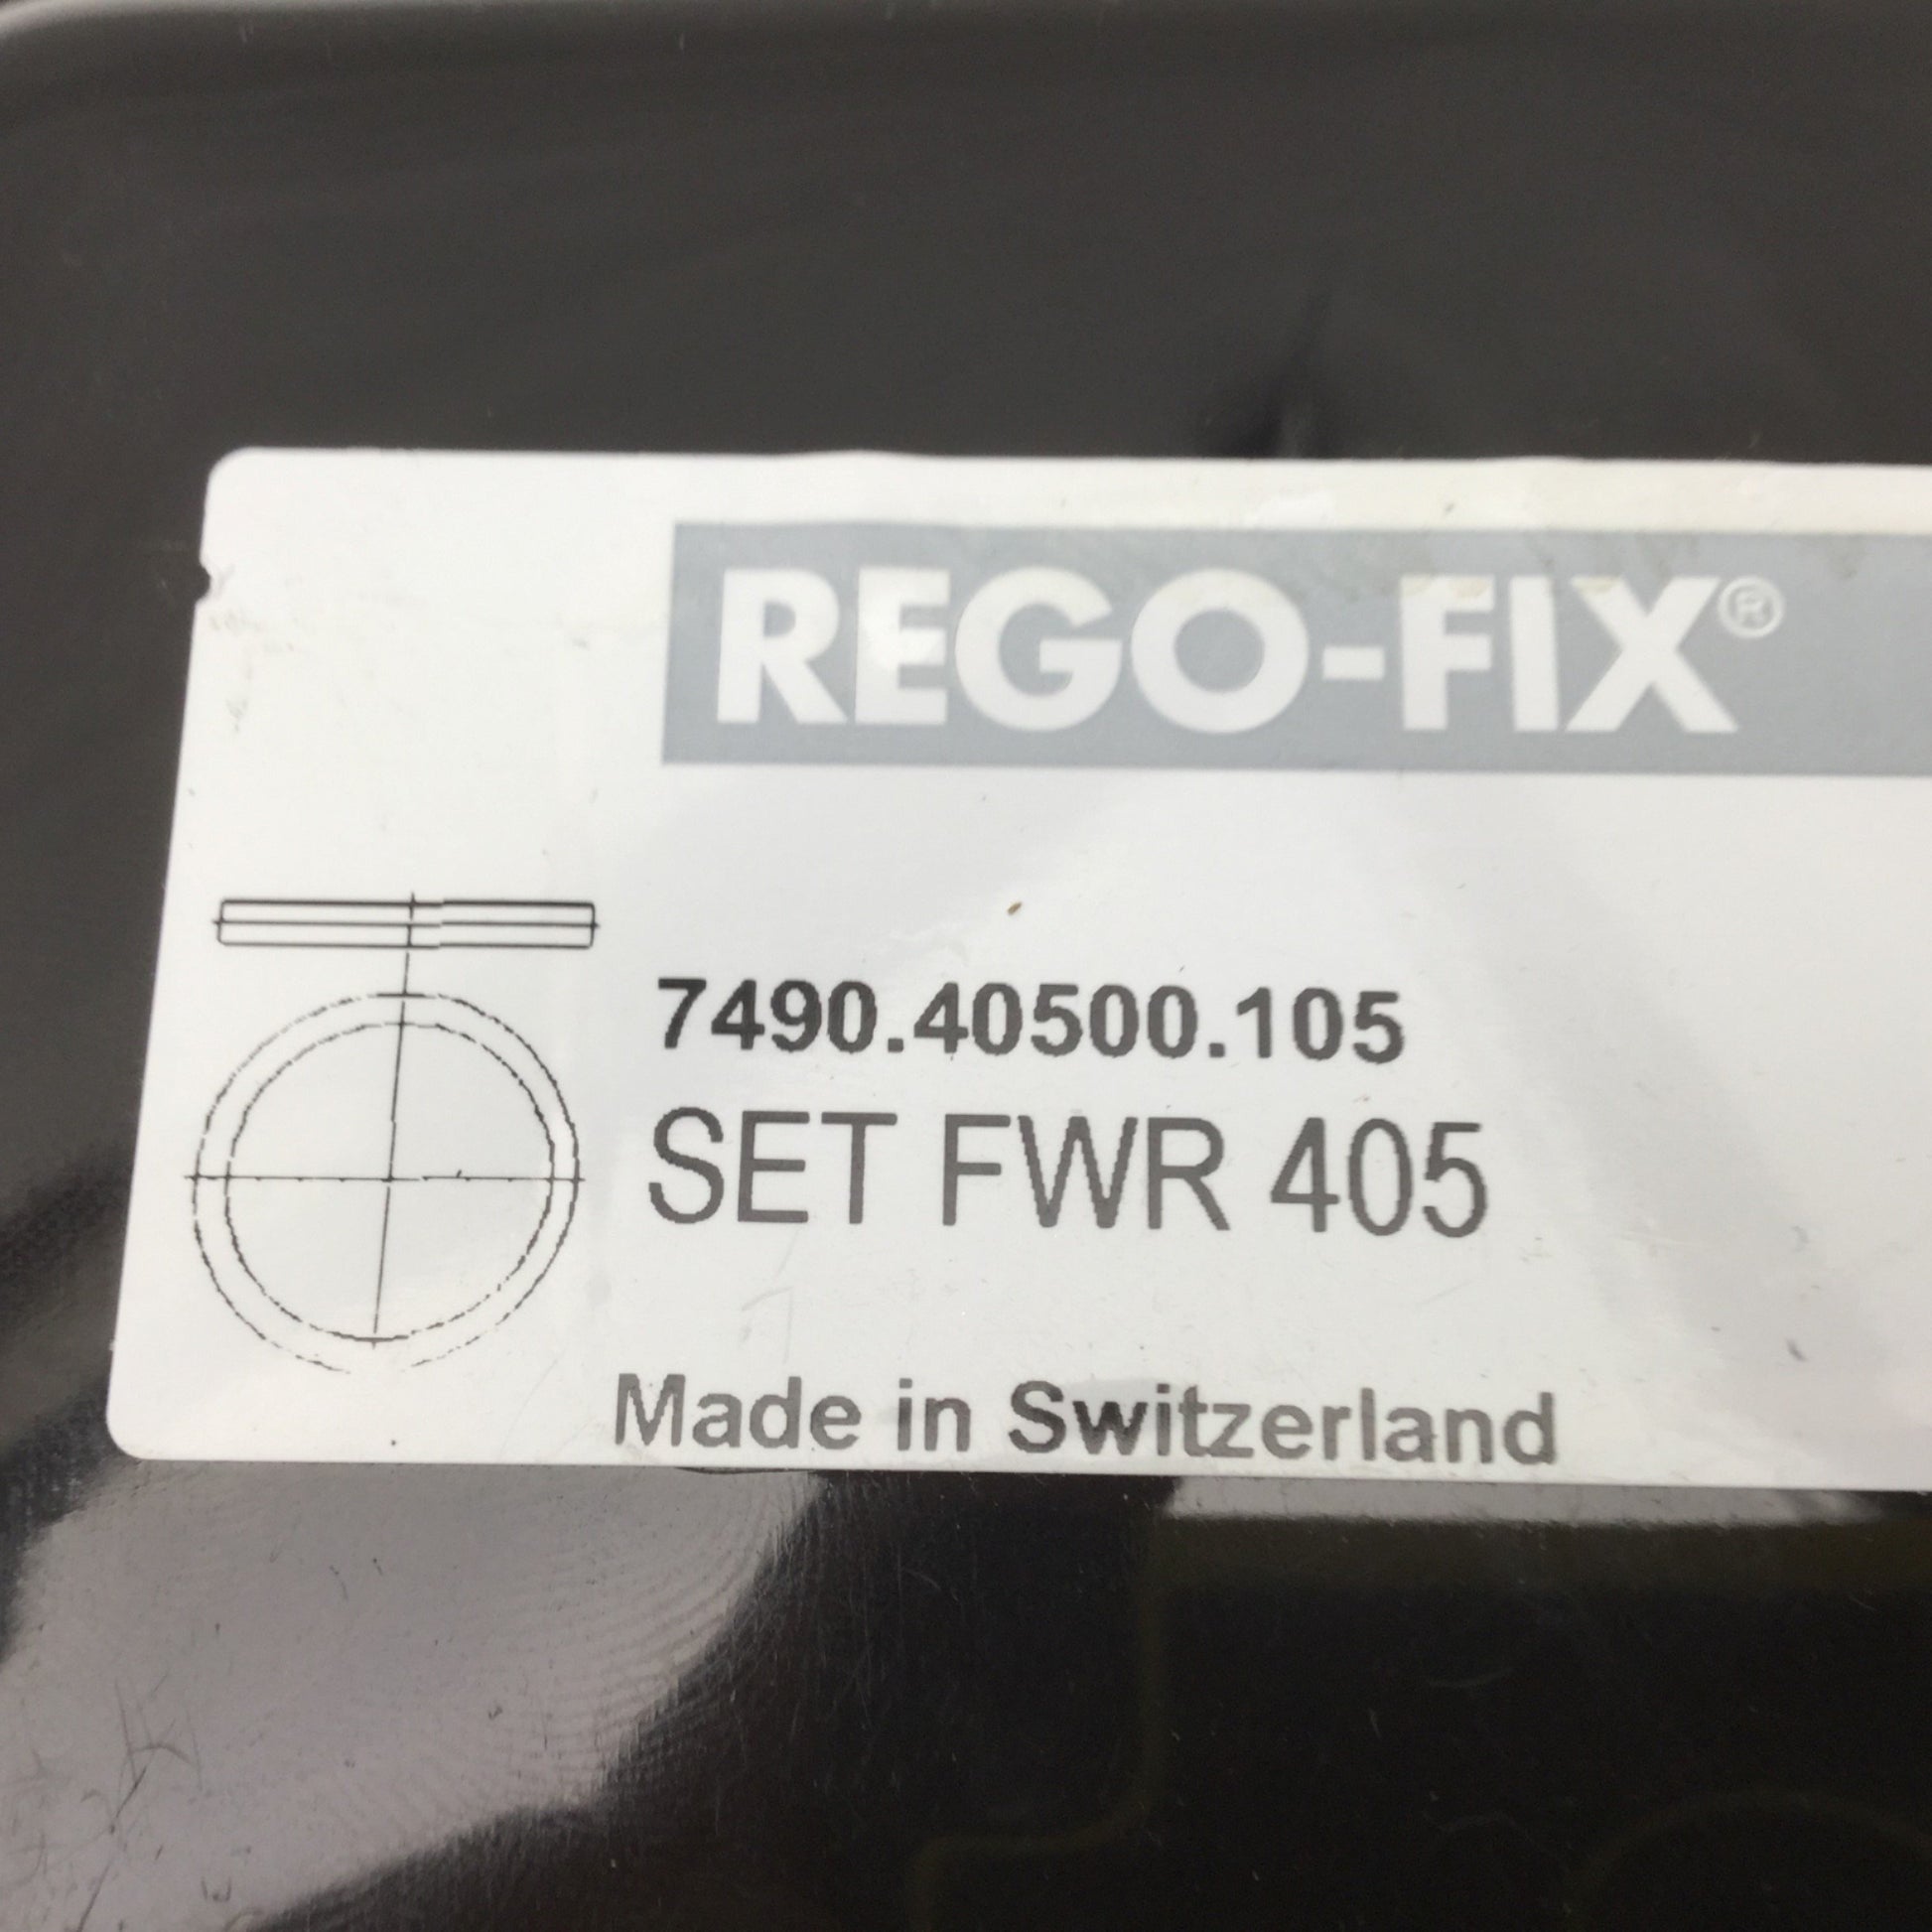 REGO-FIX®
7490.40500.105
SET FWR 405
Made in Switzerland